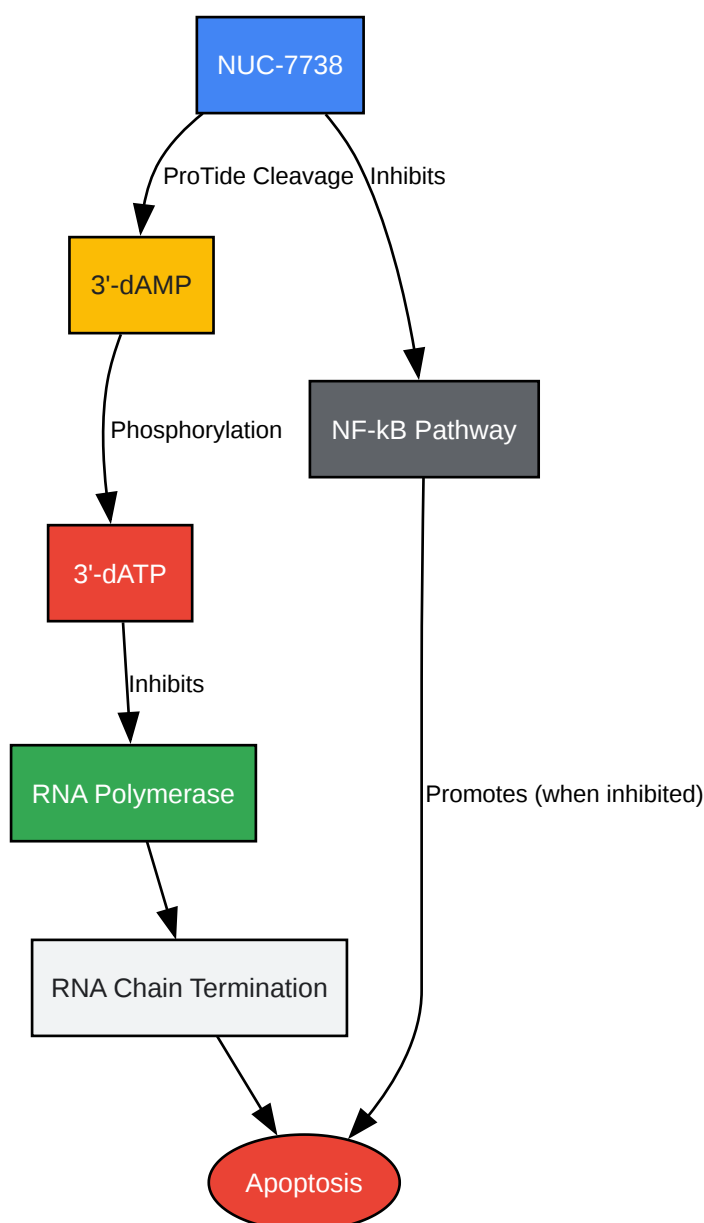 NUC-7738
ProTide Cleavage
Inhibits
3'-dAMP
Phosphorylation
NF-kB Pathway
3'-dATP
Inhibits
RNA Polymerase
Promotes (when inhibited)
RNA Chain Termination
Apoptosis